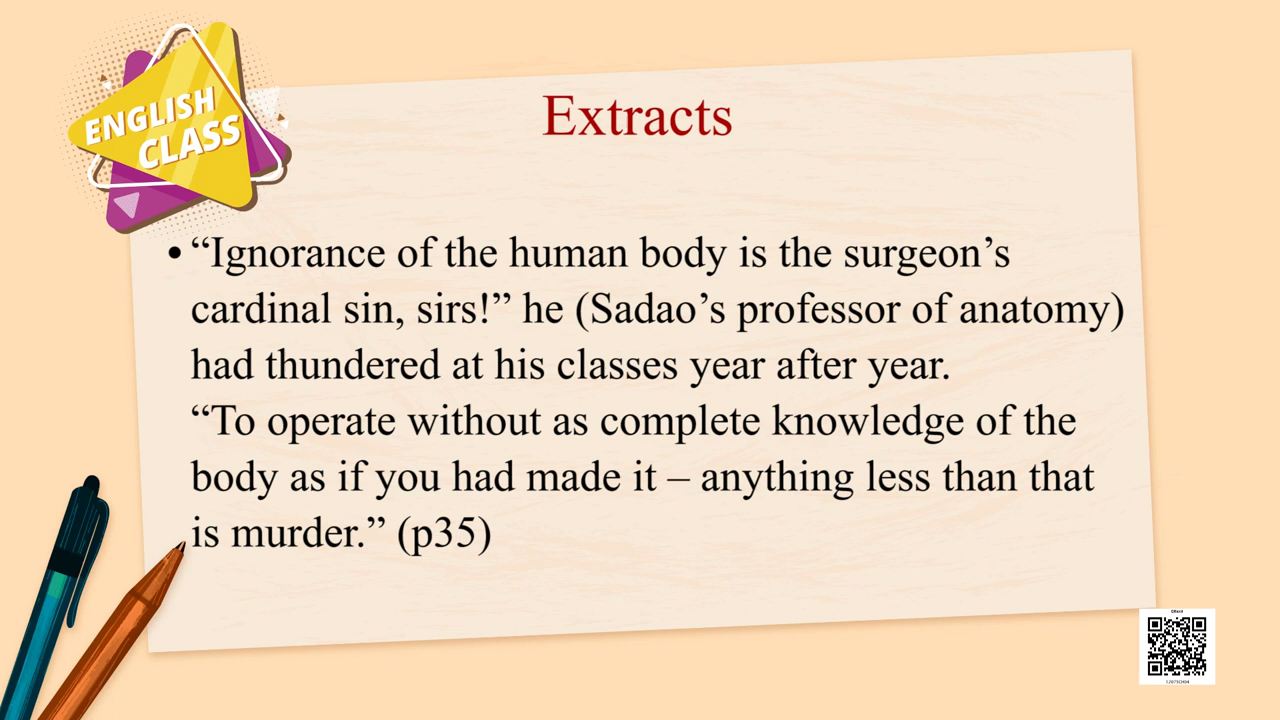 ENGLISH
CLASS
Extracts
• “Ignorance of the human body is the surgeon’s
cardinal sin, sirs!” he (Sadao’s professor of anatomy)
had thundered at his classes year after year.
“To operate without as complete knowledge of the
body as if you had made it – anything less than that
is murder.” (p35)